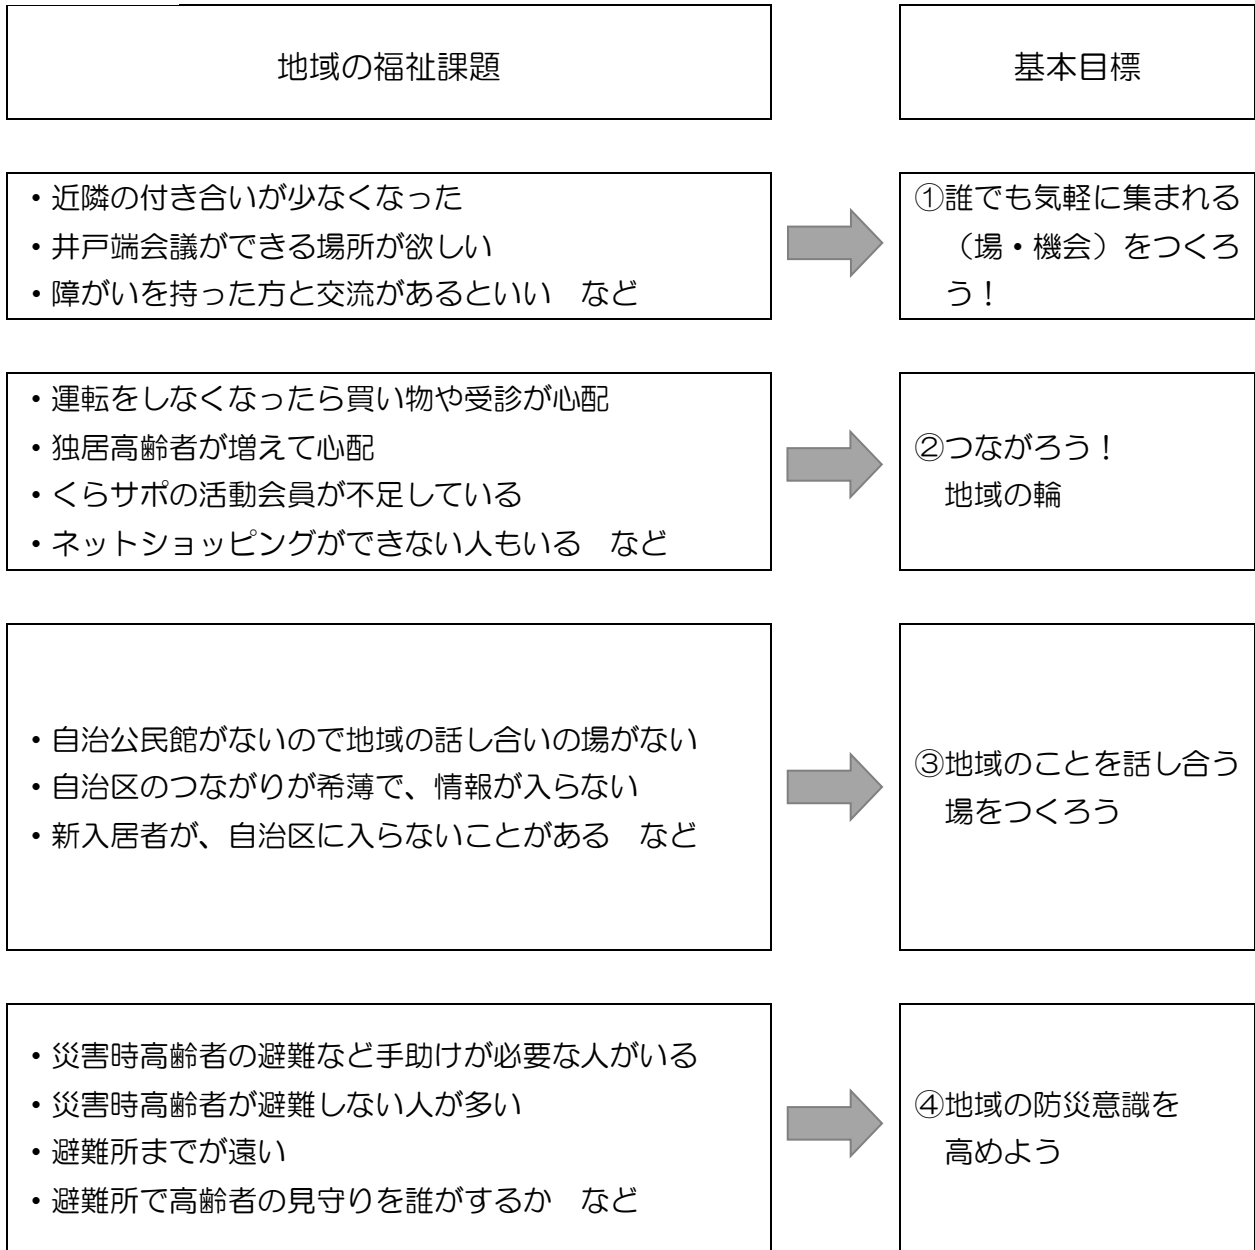 地域の福祉課題
基本目標
・近隣の付き合いが少なくなった
・井戸端会議ができる場所が欲しい
・障がいを持った方と交流があるといい　など
①誰でも気軽に集まれる
（場・機会）をつくろ
う！
・運転をしなくなったら買い物や受診が心配
・独居高齢者が増えて心配
・くらサポの活動会員が不足している
・ネットショッピングができない人もいる　など
②つながろう！
地域の輪
・自治公民館がないので地域の話し合いの場がない
・自治区のつながりが希薄で、情報が入らない
・新入居者が、自治区に入らないことがある　など
③地域のことを話し合う
場をつくろう
・災害時高齢者の避難など手助けが必要な人がいる
・災害時高齢者が避難しない人が多い
・避難所までが遠い
・避難所で高齢者の見守りを誰がするか　など
④地域の防災意識を
高めよう